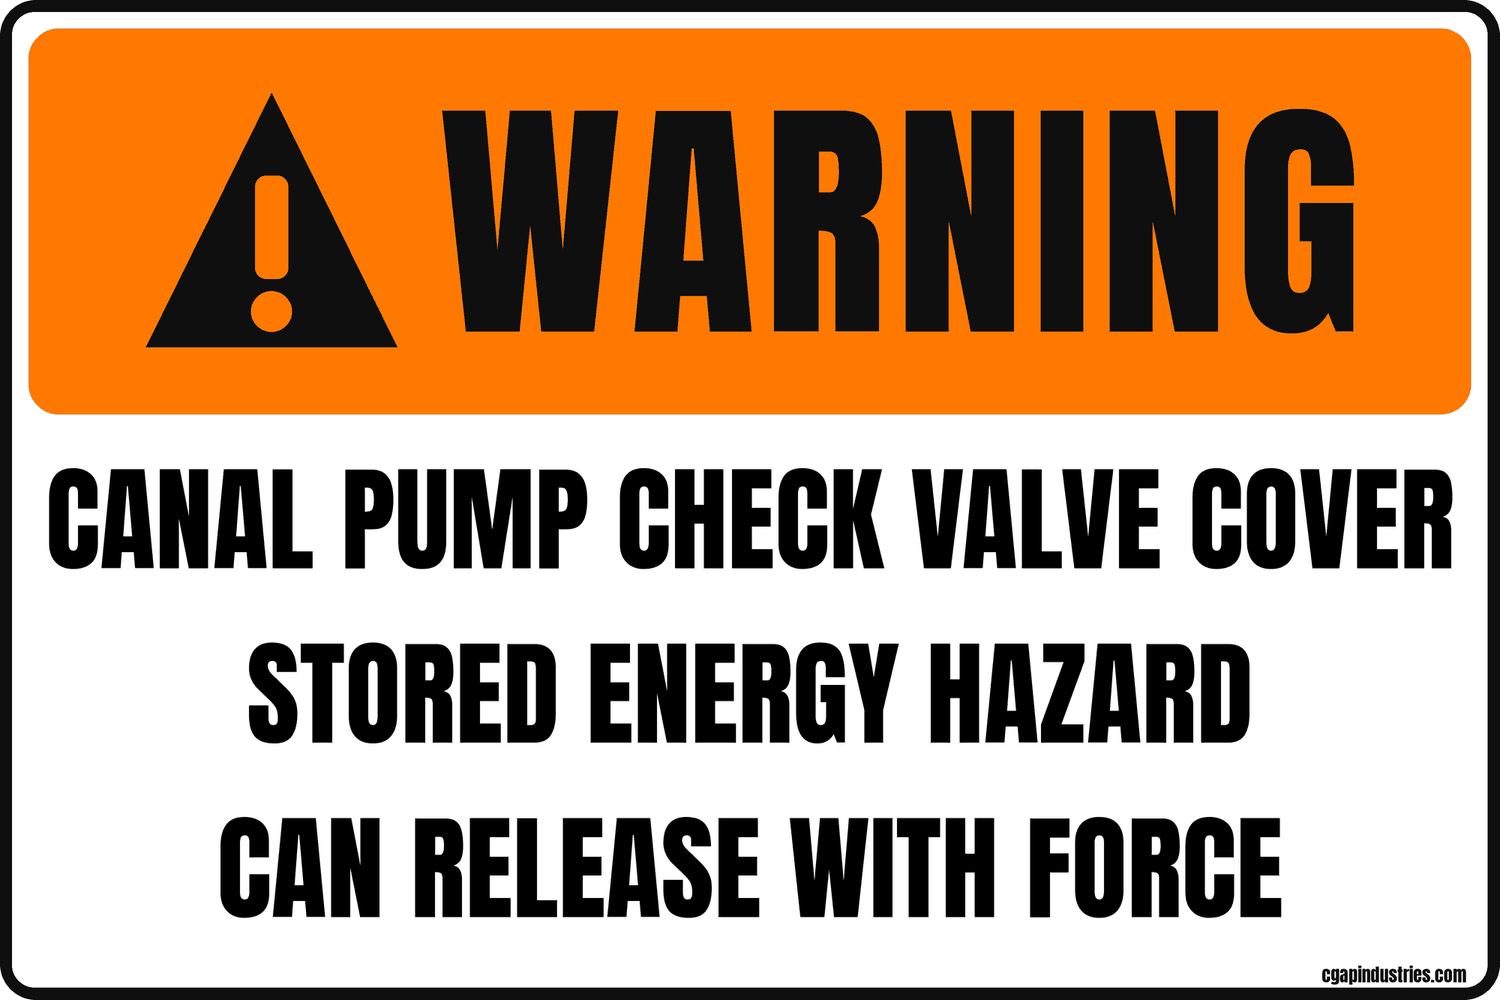 WARNING
CANAL PUMP CHECK VALVE COVER
STORED ENERGY HAZARD
CAN RELEASE WITH FORCE
cgapindustries.com